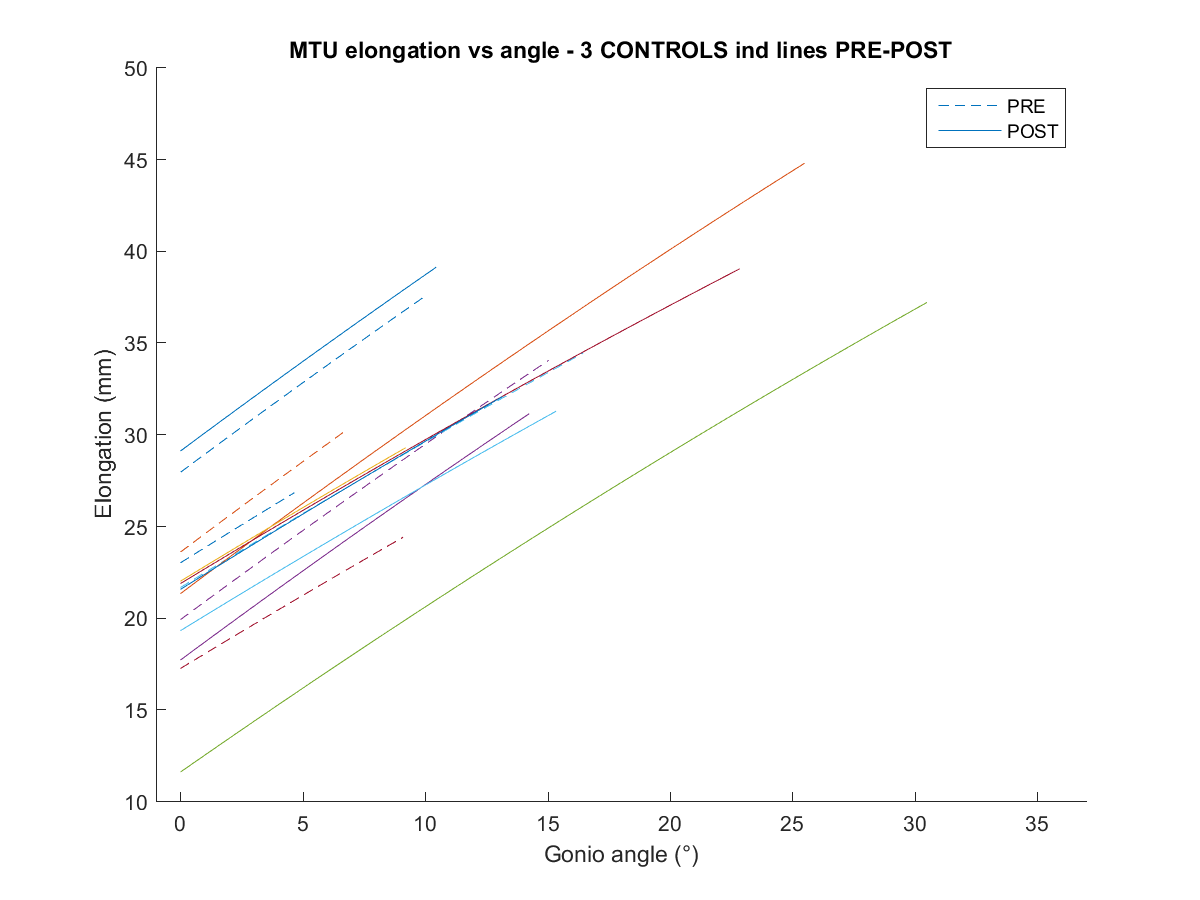 MTU elongation vs angle - 3 CONTROLS ind lines PRE-POST
PRE
POST
50
45
40
35
30
25
20
15
10
Elongation (mm)
0 5 10 15 20 25 30 35
Gonio angle (°)